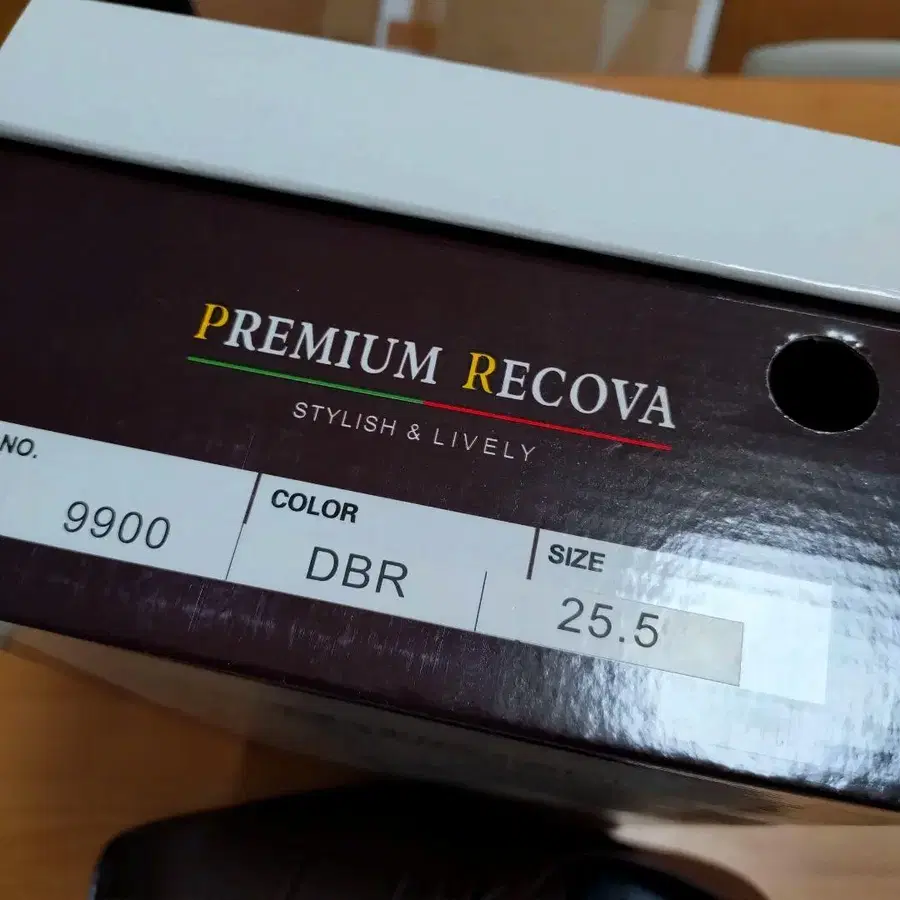 PREMIUM RECOVA
STYLISH & LIVELY
NO.
9900
COLOR
DBR
SIZE
25.5